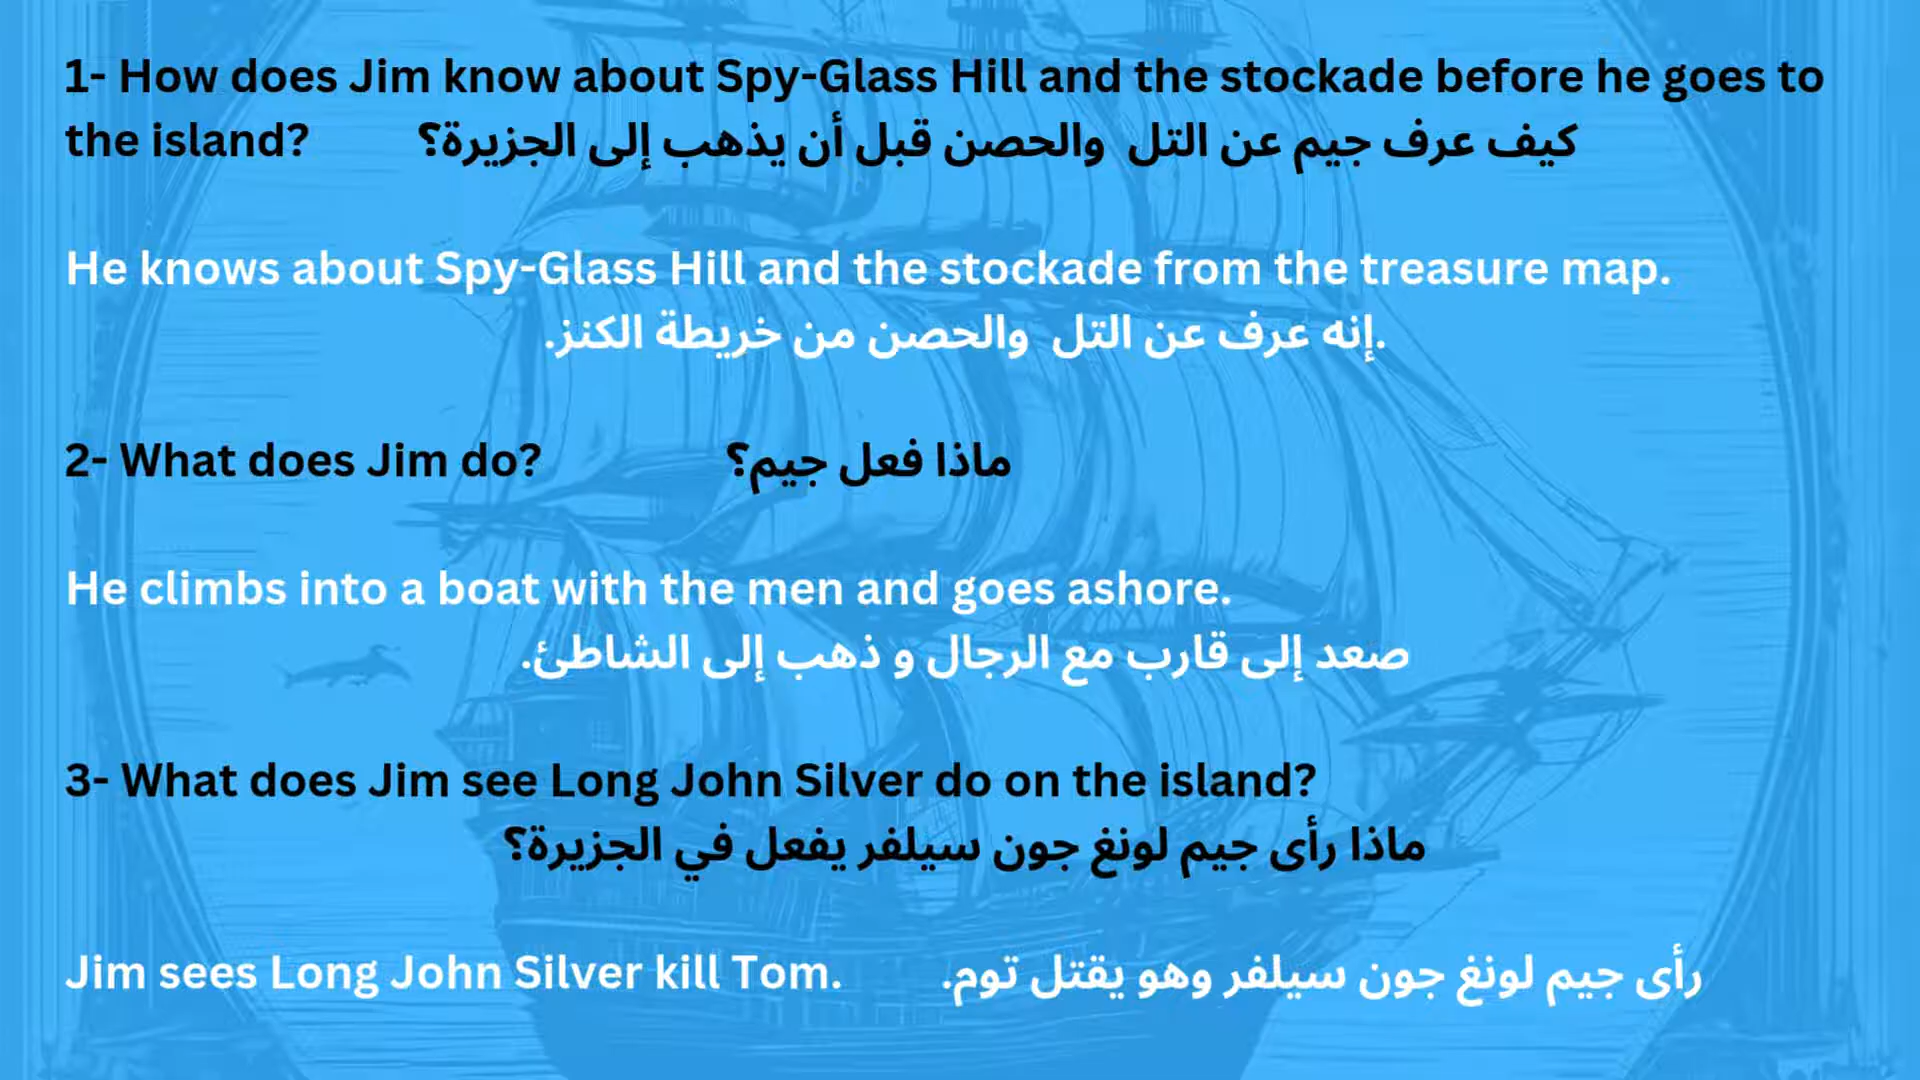 1- How does Jim know about Spy-Glass Hill and the stockade before he goes to
the island? كيف عرف جيم عن التل والحصن قبل أن يذهب إلى الجزيرة؟
He knows about Spy-Glass Hill and the stockade from the treasure map.
.إنه عرف عن التل والحصن من خريطة الكنز.
2- What does Jim do? ماذا فعل جيم؟
He climbs into a boat with the men and goes ashore.
صعد إلى قارب مع الرجال و ذهب إلى الشاطئ.
3- What does Jim see Long John Silver do on the island?
ماذا رأى جيم لونغ جون سيلفر يفعل في الجزيرة؟
Jim sees Long John Silver kill Tom. رأى جيم لونغ جون سيلفر وهو يقتل توم.